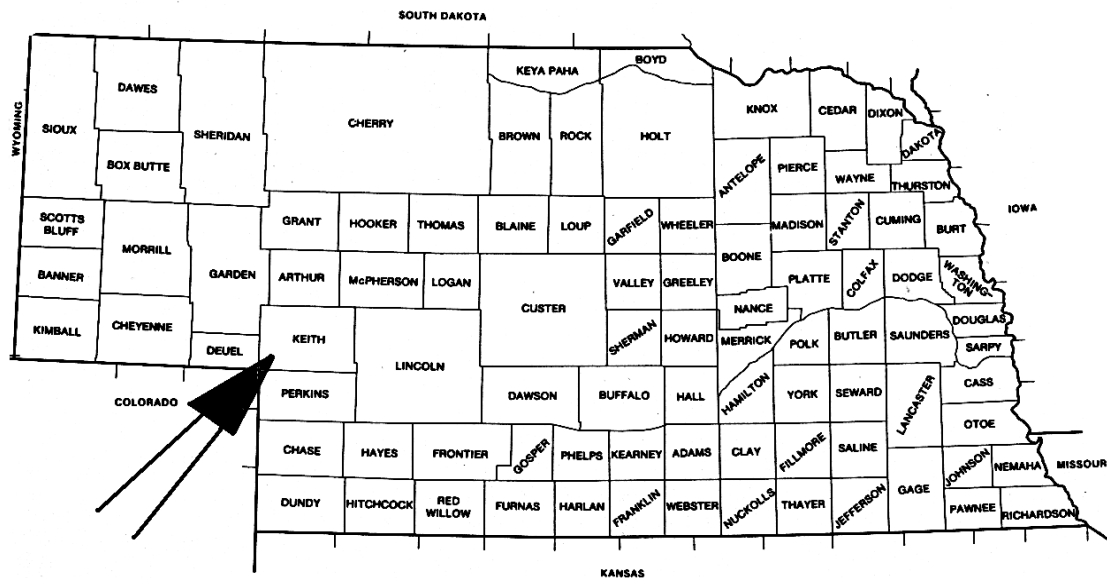 SOUTH DAKOTA
WYOMING
SIOUX
DAWES
BOX BUTTE
SHERIDAN
CHERRY
KEYA PAHA
BOYD
BROWN
ROCK
HOLT
KNOX
CEDAR
DIXON
DAKOTA
ANTELOPE
PIERCE
WAYNE
THURSTON
SCOTTS
BLUFF
MORRILL
GARDEN
GRANT
HOOKER
THOMAS
BLAINE
LOUP
GARFIELD
WHEELER
MADISON
STANTON
CUMING
BURT
IOWA
BANNER
ARTHUR
McPHERSON
LOGAN
CUSTER
VALLEY
GREELEY
BOONE
PLATTE
COLFAX
DODGE
WASHING-
TON
KIMBALL
CHEYENNE
DEUEL
KEITH
LINCOLN
SHERMAN
HOWARD
NANCE
MERRICK
POLK
BUTLER
SAUNDERS
DOUGLAS
SARPY
COLORADO
PERKINS
DAWSON
BUFFALO
HALL
HAMILTON
YORK
SEWARD
LANCASTER
CASS
OTOE
CHASE
HAYES
FRONTIER
GOSPER
PHELPS
KEARNEY
ADAMS
CLAY
FILLMORE
SALINE
GAGE
JOHNSON
NEMAHA
MISSOUR
DUNDY
HITCHCOCK
RED
WILLOW
FURNAS
HARLAN
FRANKLIN
WEBSTER
NUCKOLLS
THAYER
JEFFERSON
PAWNEE
RICHARDSON
KANSAS